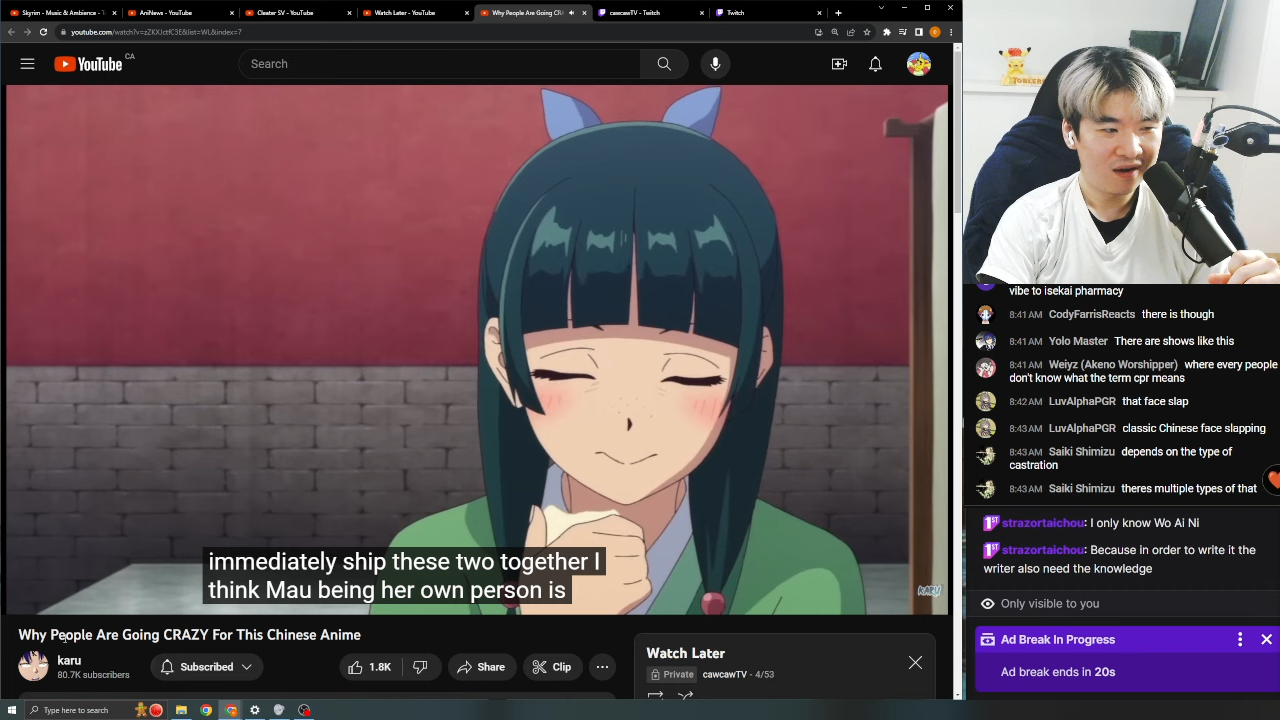 Skyrim - Music & Ambience -
AniNews - YouTube
Cleater SV - YouTube
Watch Later - YouTube
Why People Are Going CR
cawcawTV - Twitch
Twitch
youtube.com/watch?v=zZKXJctfC3E&list=WL&index=7
YouTube CA
Search
immediately ship these two together I
think Mau being her own person is
KARU
Why People Are Going CRAZY For This Chinese Anime
karu
80.7K subscribers
Subscribed
1.8K
Share
Clip
Watch Later
Private cawcawTV - 4/53
vibe to isekai pharmacy
8:41 AM CodyFarrisReacts there is though
8:41 AM Yolo Master There are shows like this
8:41 AM Weiyz (Akeno Worshipper) where every people
don't know what the term cpr means
8:42 AM LuvAlphaPGR that face slap
8:43 AM LuvAlphaPGR classic Chinese face slapping
8:43 AM Saiki Shimizu depends on the type of
castration
8:43 AM Saiki Shimizu theres multiple types of that
1ST strazortaichou: I only know Wo Ai Ni
1ST strazortaichou: Because in order to write it the
writer also need the knowledge
Only visible to you
Ad Break In Progress
Ad break ends in 20s
Type here to search